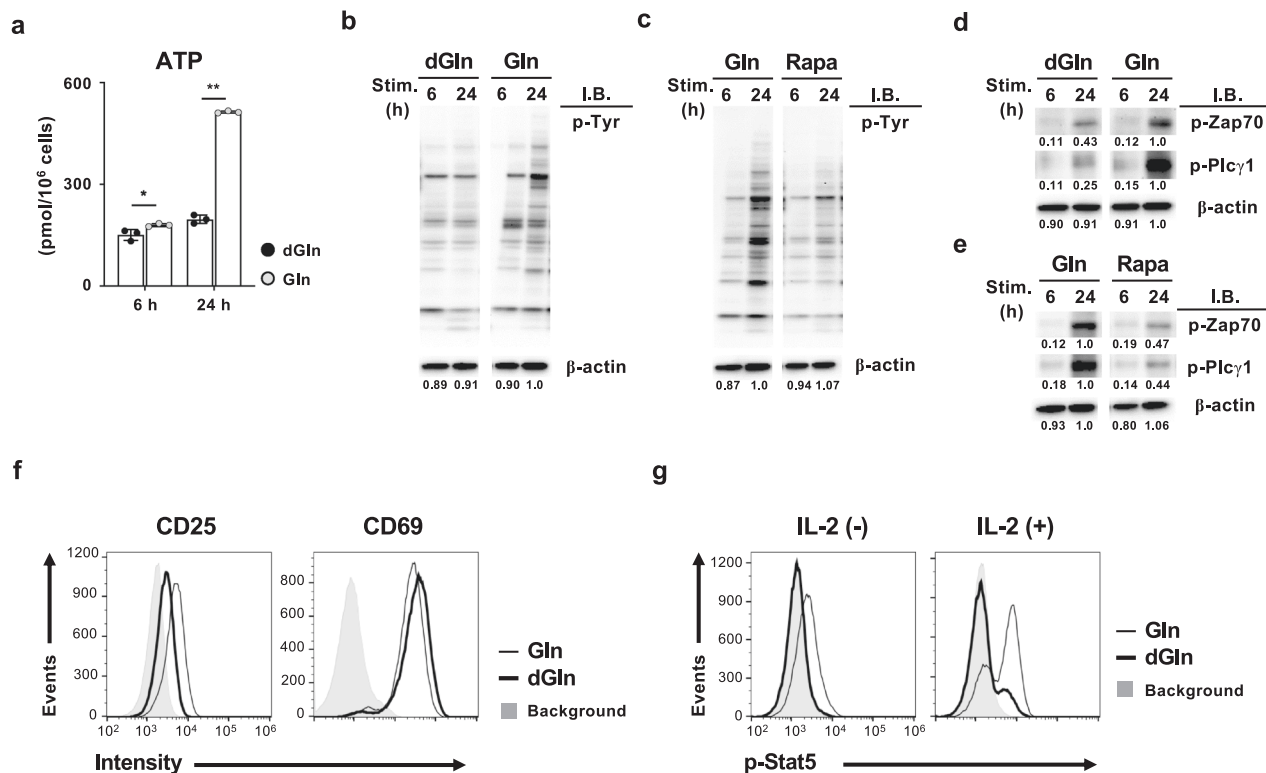 a
ATP
(pmol/10⁶ cells)
600
300
0
*
**
6 h 24 h
dGln
Gln
b
dGln Gln
Stim. (h) 6 24 6 24 I.B.
p-Tyr
β-actin
0.89 0.91 0.90 1.0
c
Gln Rapa
Stim. (h) 6 24 6 24 I.B.
p-Tyr
β-actin
0.87 1.0 0.94 1.07
d
dGln Gln
Stim. (h) 6 24 6 24 I.B.
p-Zap70
0.11 0.43 0.12 1.0
p-Plcγ1
0.11 0.25 0.15 1.0
β-actin
0.90 0.91 0.91 1.0
e
Gln Rapa
Stim. (h) 6 24 6 24 I.B.
p-Zap70
0.12 1.0 0.19 0.47
p-Plcγ1
0.18 1.0 0.14 0.44
β-actin
0.93 1.0 0.80 1.06
f
CD25
Events
1200
900
600
300
0
10² 10³ 10⁴ 10⁵ 10⁶
CD69
800
600
400
200
0
Gln
dGln
Background
Intensity
g
IL-2 (-)
Events
1200
900
600
300
0
10² 10³ 10⁴ 10⁵ 10⁶
IL-2 (+)
Gln
dGln
Background
p-Stat5